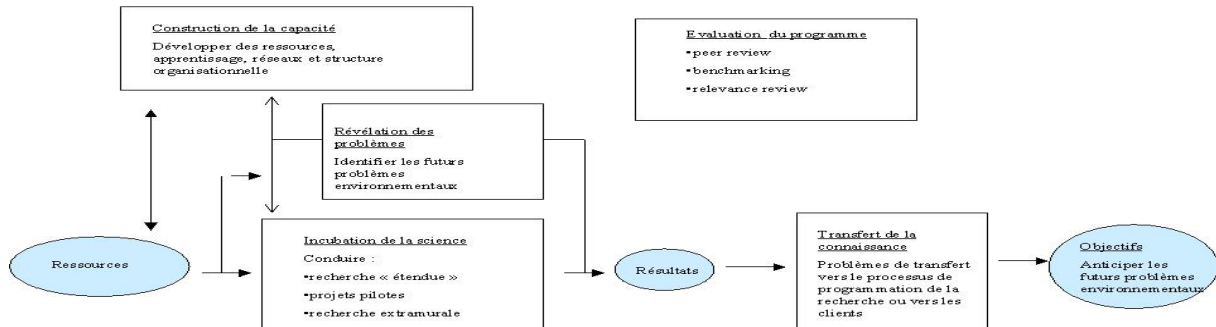 Construction de la capacité
Développer des ressources,
apprentissage, réseaux et structure
organisationnelle
Evaluation du programme
•peer review
•benchmarking
•relevance review
Révélation des
problèmes
Identifier les futurs
problèmes
environnementaux
Ressources
Incubation de la science
Conduire :
•recherche « étendue »
•projets pilotes
•recherche extramurale
Résultats
Transfert de la
connaissance
Problèmes de transfert
vers le processus de
programmation de la
recherche ou vers les
clients
Objectifs
Anticiper les
futurs problèmes
environnementaux